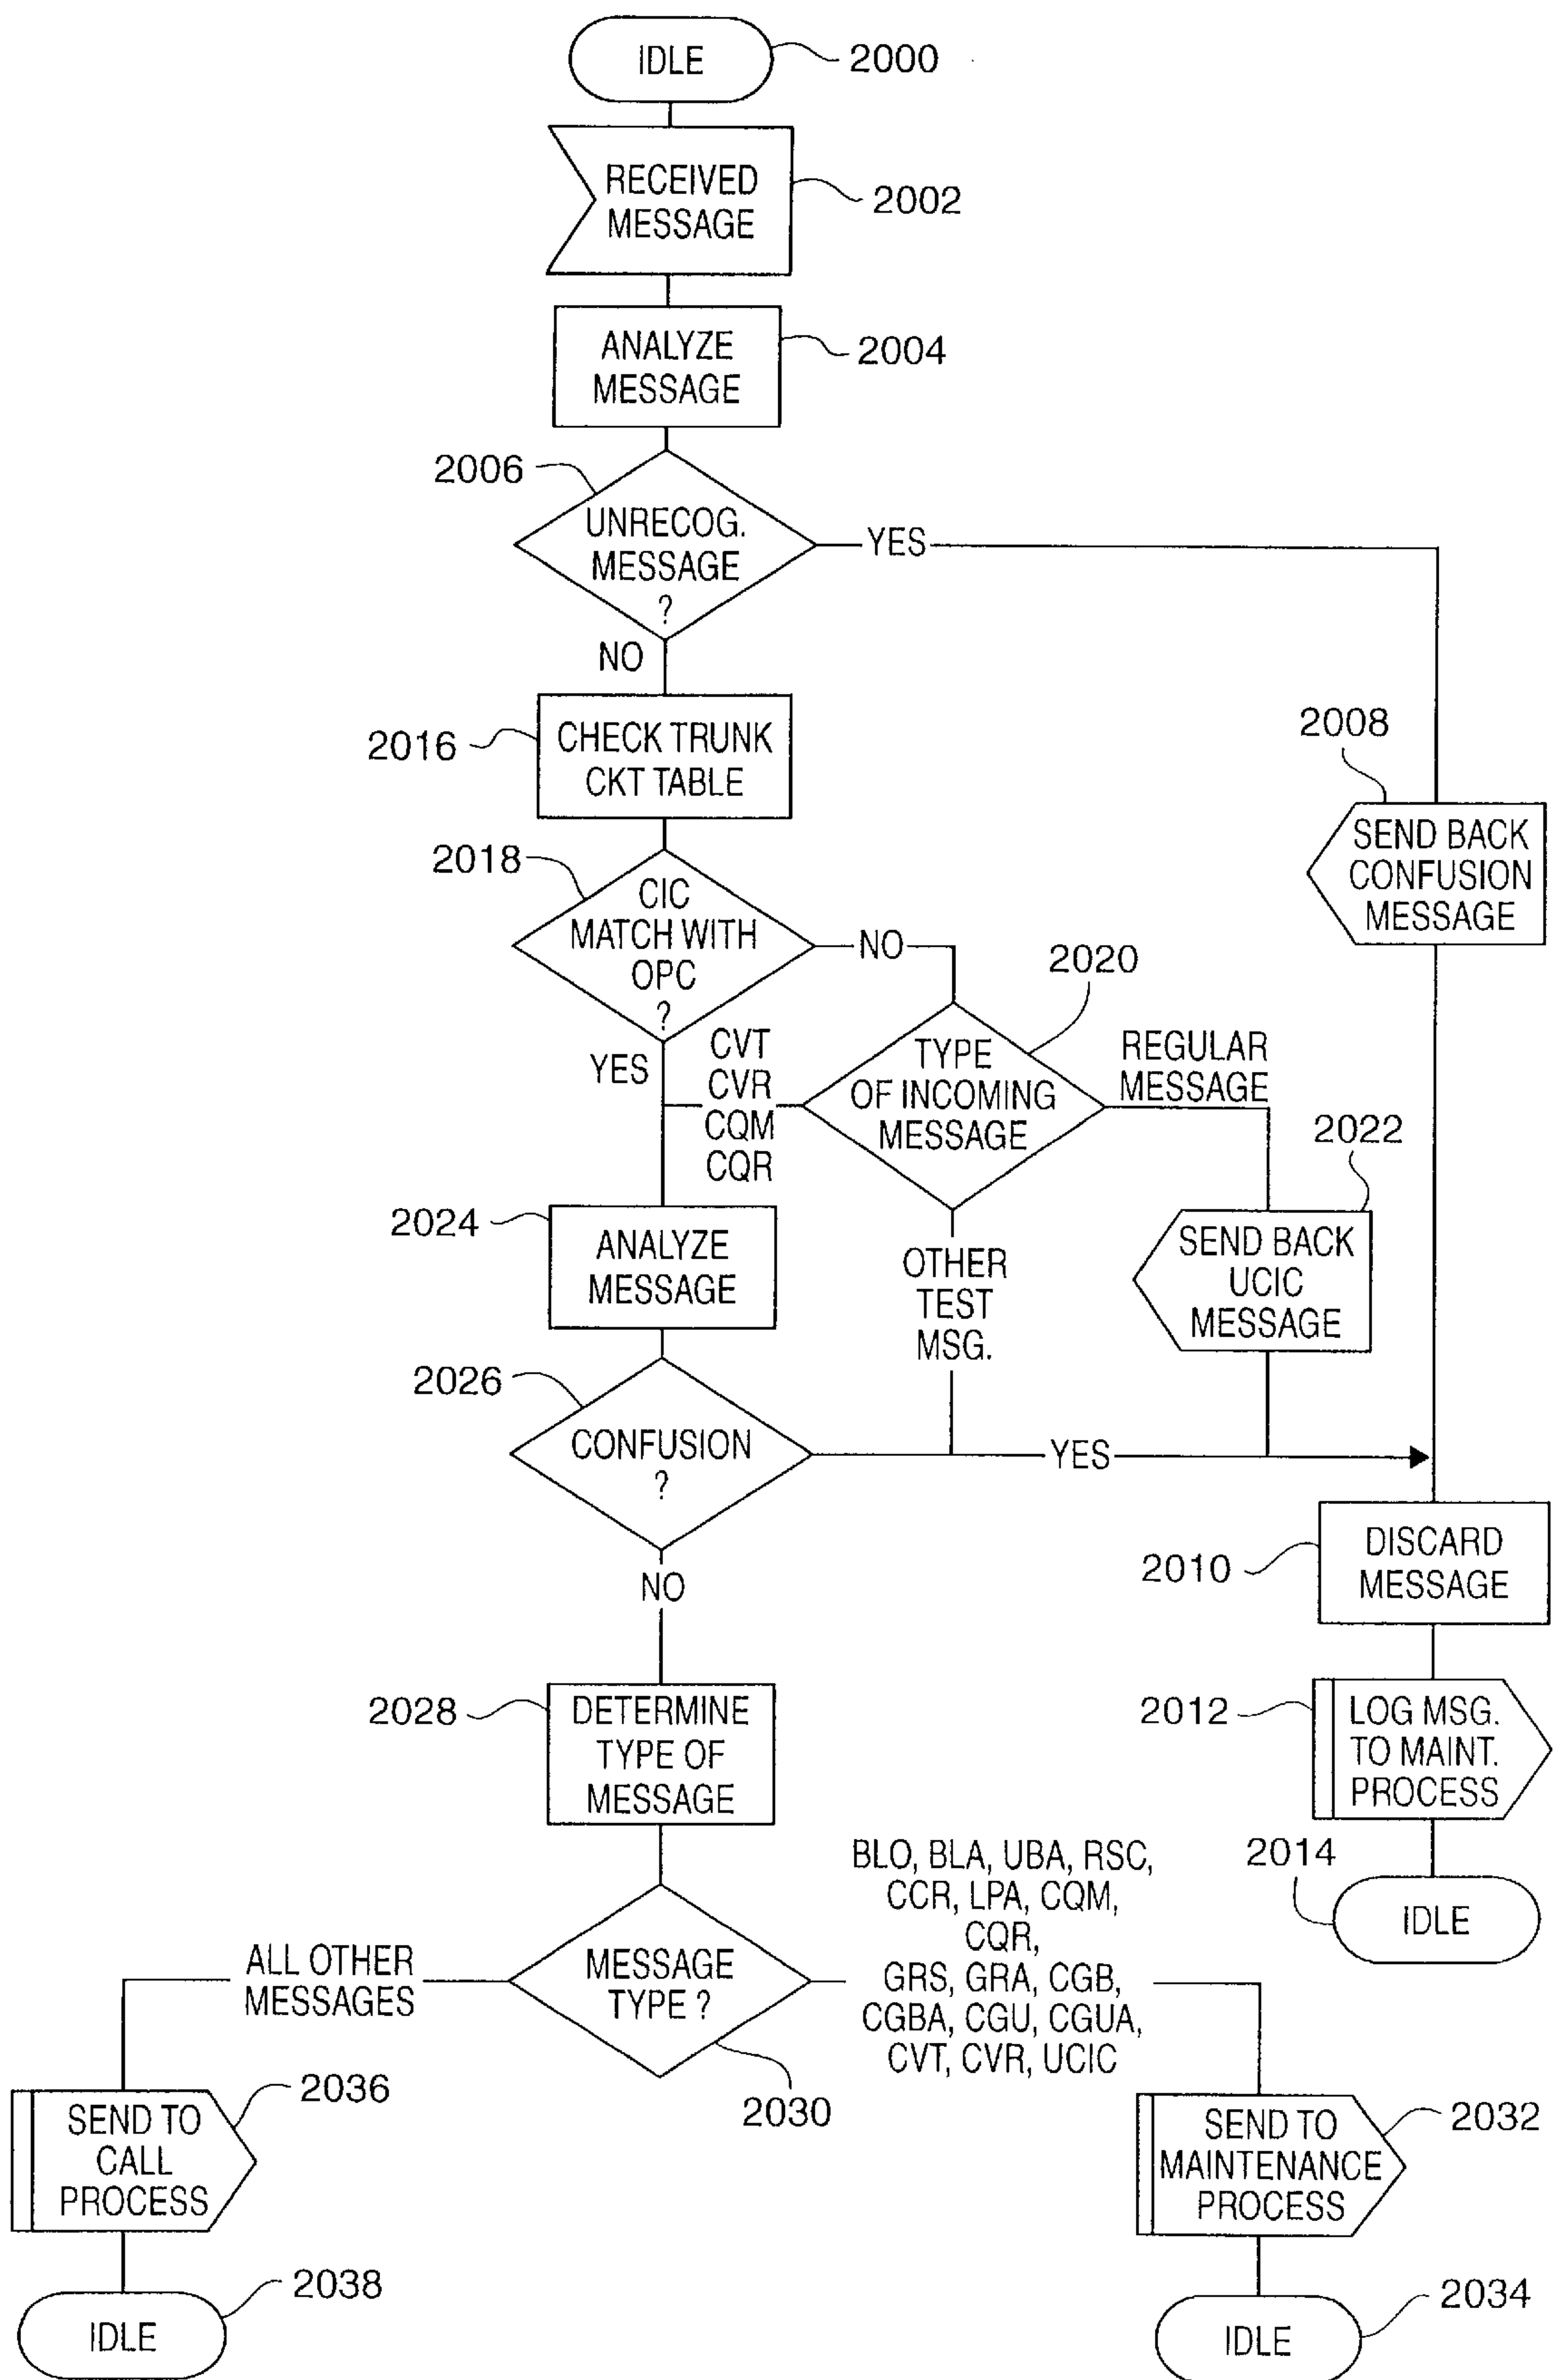 IDLE
2000
RECEIVED
MESSAGE
2002
ANALYZE
MESSAGE
2004
2006
UNRECOG.
MESSAGE
?
YES
NO
2016
CHECK TRUNK
CKT TABLE
2008
SEND BACK
CONFUSION
MESSAGE
2018
CIC
MATCH WITH
OPC
?
NO
2020
YES
CVT
CVR
CQM
CQR
TYPE
OF INCOMING
MESSAGE
REGULAR
MESSAGE
2022
SEND BACK
UCIC
MESSAGE
2024
ANALYZE
MESSAGE
OTHER
TEST
MSG.
2026
CONFUSION
?
YES
NO
2010
DISCARD
MESSAGE
2028
DETERMINE
TYPE OF
MESSAGE
2012
LOG MSG.
TO MAINT.
PROCESS
2014
IDLE
ALL OTHER
MESSAGES
MESSAGE
TYPE ?
2030
BLO, BLA, UBA, RSC,
CCR, LPA, CQM,
CQR,
GRS, GRA, CGB,
CGBA, CGU, CGUA,
CVT, CVR, UCIC
2036
SEND TO
CALL
PROCESS
2032
SEND TO
MAINTENANCE
PROCESS
2038
IDLE
2034
IDLE